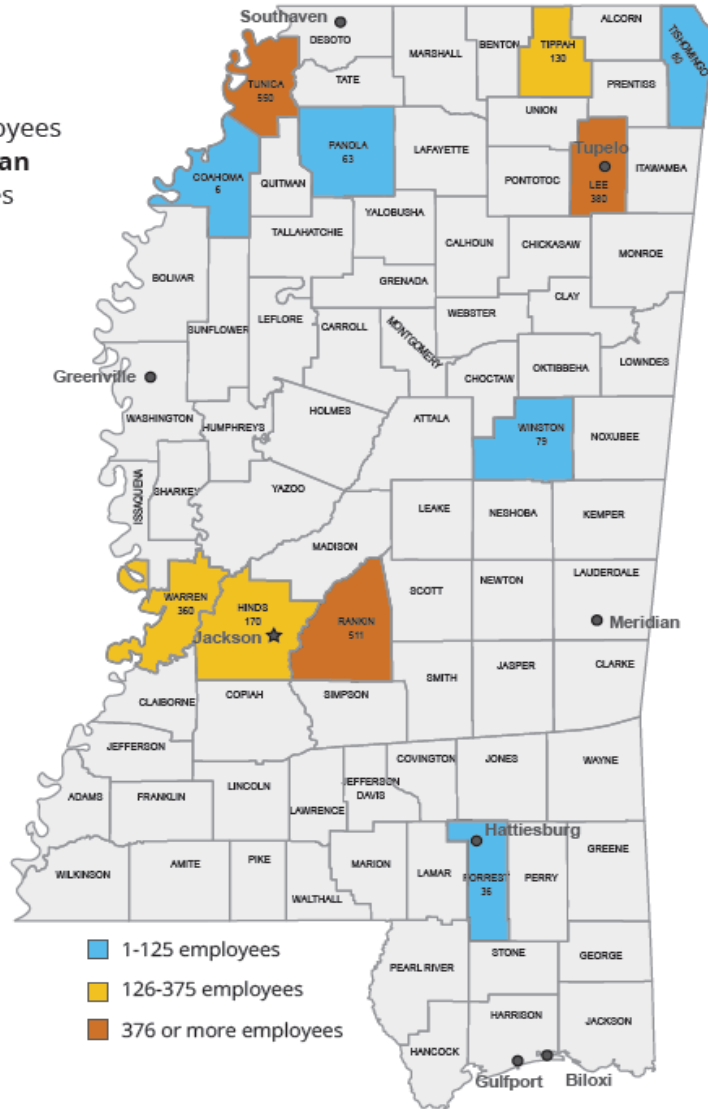 Southaven
DESOTO
MARSHALL
BENTON
TIPPAH
130
ALCORN
TISHOMINGO
TUNICA
TATE
PRENTISS
oyees
an
es
UNION
COAHOMA
6
PANOLA
63
LAFAYETTE
Tupelo
LEE
380
ITAWAMBA
QUITMAN
PONTOTOC
YALOBUSHA
TALLAHATCHIE
CALHOUN
CHICKASAW
MONROE
BOLIVAR
GRENADA
CLAY
SUNFLOWER
LEFLORE
CARROLL
MONTGOMERY
WEBSTER
OKTIBBEHA
LOWNDES
Greenville
CHOCTAW
WASHINGTON
HUMPHREYS
HOLMES
ATTALA
WINSTON
79
NOXUBEE
ISSAQUENA
SHARKEY
YAZOO
LEAKE
NESHOBA
KEMPER
MADISON
WARREN
360
HINDS
170
Jackson
RANKIN
511
SCOTT
NEWTON
LAUDERDALE
Meridian
CLAIBORNE
COPIAH
SIMPSON
SMITH
JASPER
CLARKE
JEFFERSON
COVINGTON
JONES
WAYNE
ADAMS
FRANKLIN
LINCOLN
LAWRENCE
JEFFERSON
DAVIS
Hattiesburg
WILKINSON
AMITE
PIKE
WALTHALL
MARION
LAMAR
FORREST
36
PERRY
GREENE
1-125 employees
126-375 employees
376 or more employees
PEARL RIVER
STONE
GEORGE
HANCOCK
HARRISON
JACKSON
Gulfport
Biloxi